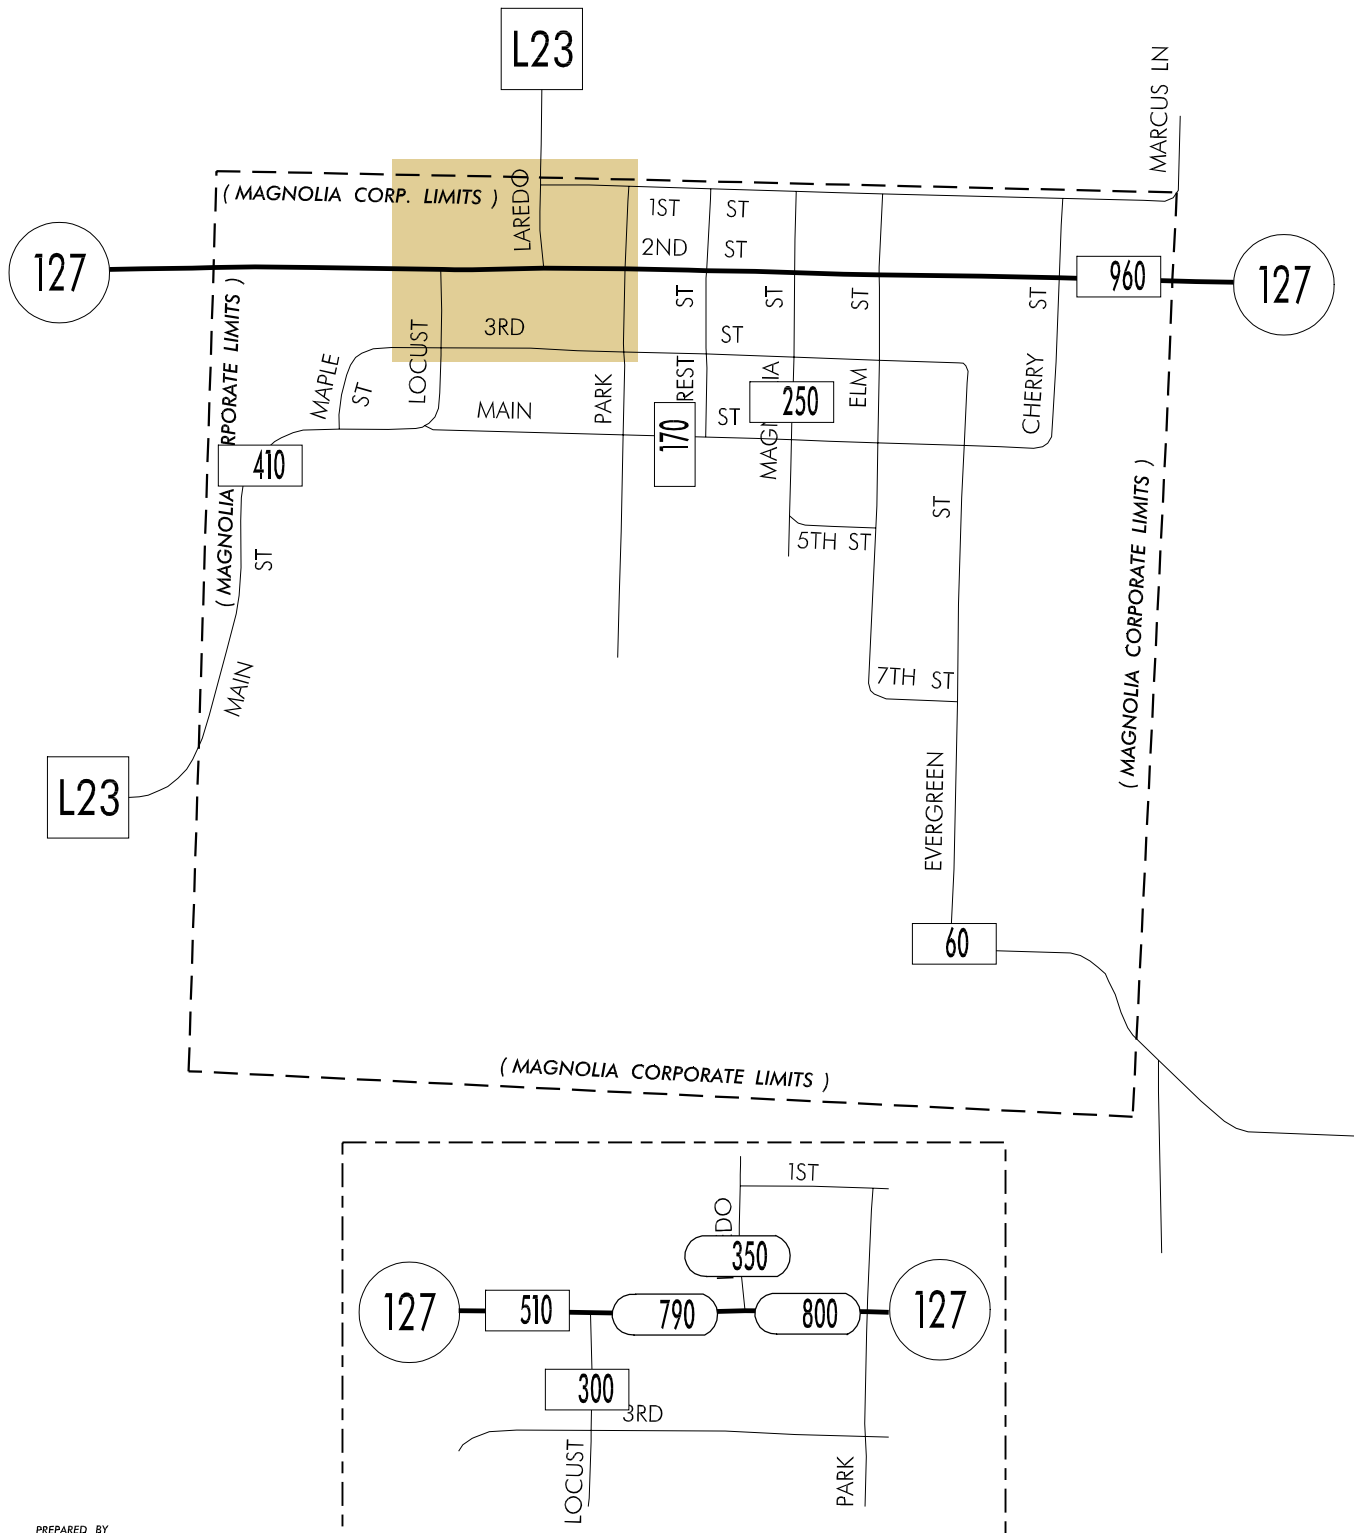 L23
MARCUS LN
( MAGNOLIA CORP. LIMITS )
LAREDO
1ST ST
2ND ST
127
960
127
( MAGNOLIA CORPORATE LIMITS )
LOCUST
3RD ST
ST
ST
ST
ST
MAPLE ST
PARK
ELM
CHERRY
MAIN ST
250
170
410
ST
MAIN
5TH ST
ST
EVERGREEN
7TH ST
( MAGNOLIA CORPORATE LIMITS )
L23
60
( MAGNOLIA CORPORATE LIMITS )
1ST
350
127
510
790
800
127
300
3RD
LOCUST
PARK
PREPARED BY